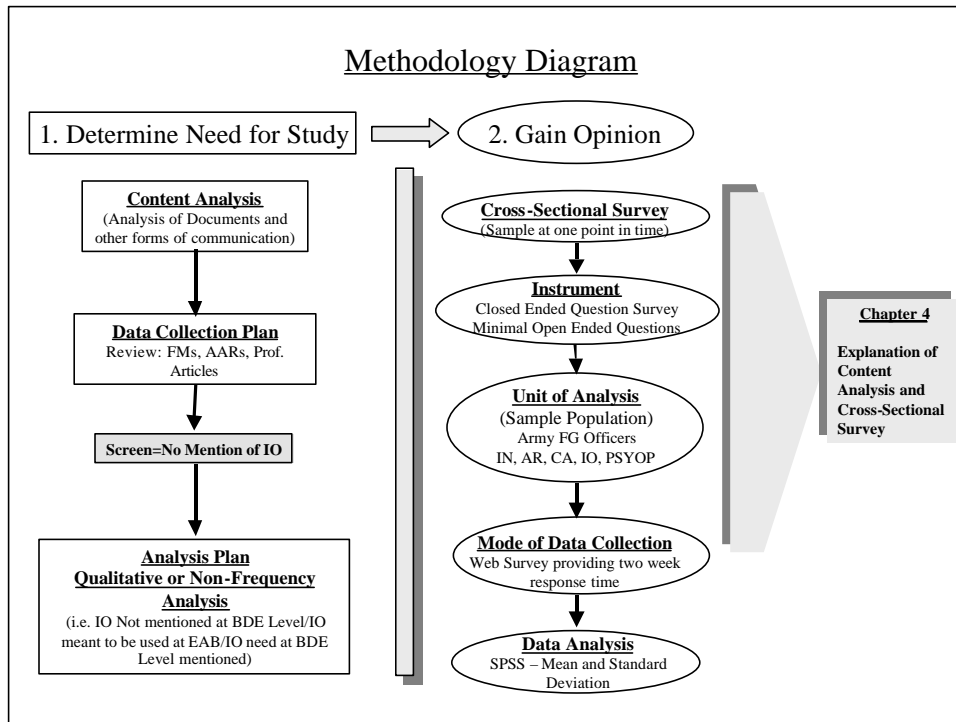 Methodology Diagram
1. Determine Need for Study
2. Gain Opinion
Content Analysis
(Analysis of Documents and
other forms of communication)
Data Collection Plan
Review: FMs, AARs, Prof.
Articles
Screen=No Mention of IO
Analysis Plan
Qualitative or Non-Frequency
Analysis
(i.e. IO Not mentioned at BDE Level/IO
meant to be used at EAB/IO need at BDE
Level mentioned)
Cross-Sectional Survey
(Sample at one point in time)
Instrument
Closed Ended Question Survey
Minimal Open Ended Questions
Unit of Analysis
(Sample Population)
Army FG Officers
IN, AR, CA, IO, PSYOP
Mode of Data Collection
Web Survey providing two week
response time
Data Analysis
SPSS – Mean and Standard
Deviation
Chapter 4
Explanation of
Content
Analysis and
Cross-Sectional
Survey